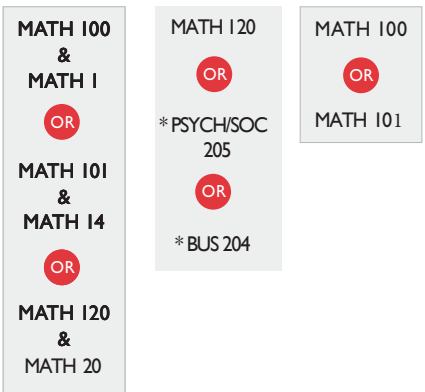 MATH 100
&
MATH 1
OR
MATH 101
&
MATH 14
OR
MATH 120
&
MATH 20
MATH 120
OR
* PSYCH/SOC
205
OR
* BUS 204
MATH 100
OR
MATH 101